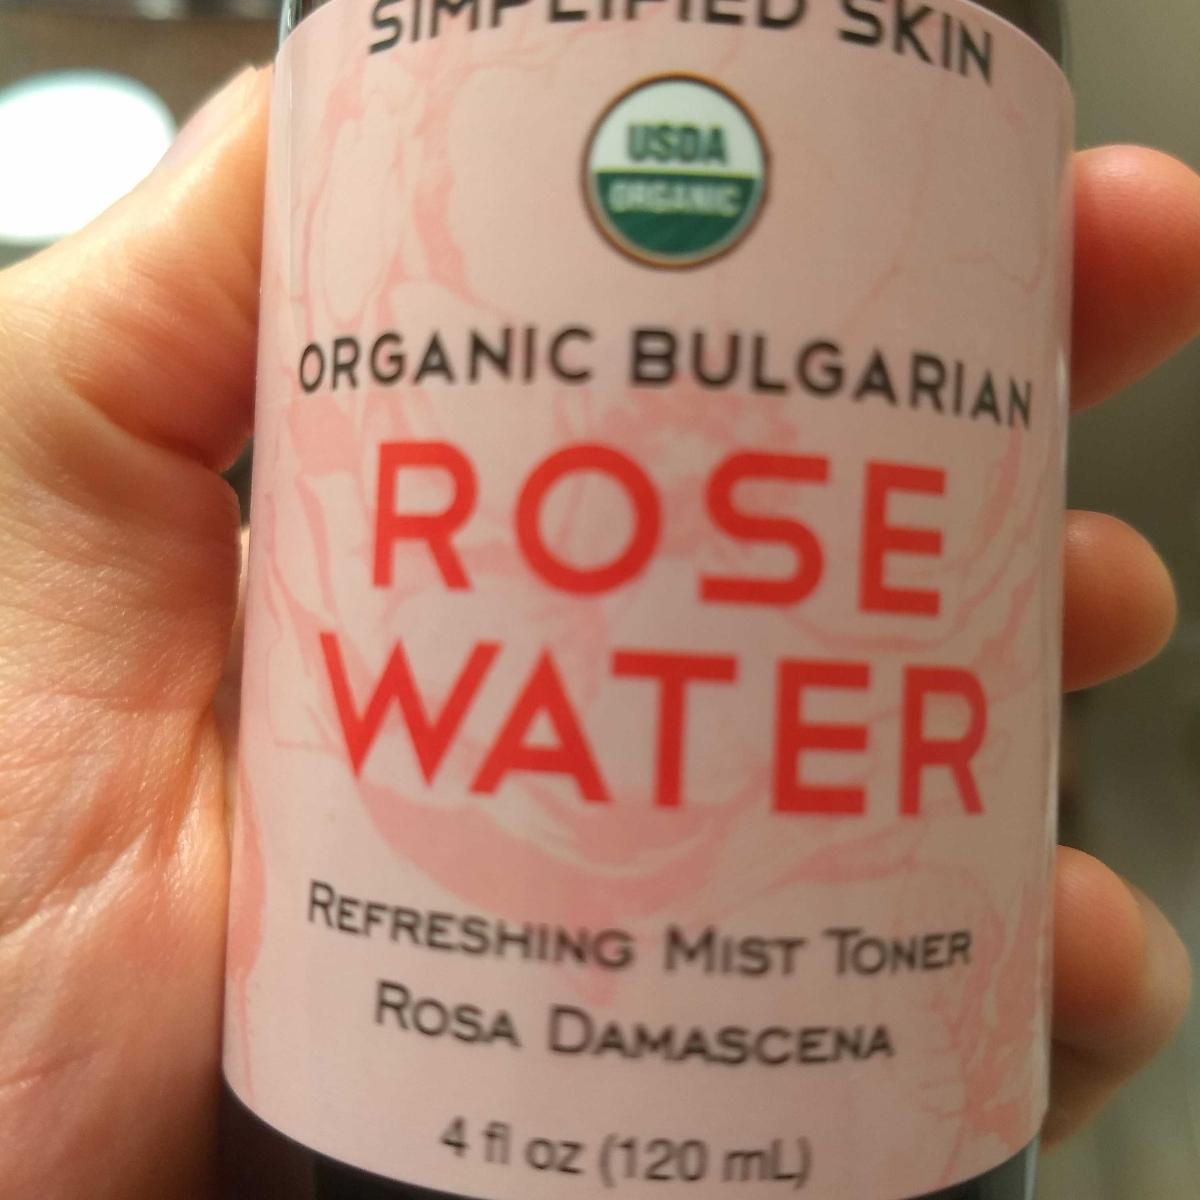 SIMPLIFIED SKIN
USDA
ORGANIC
ORGANIC BULGARIAN
ROSE
WATER
REFRESHING MIST TONER
ROSA DAMASCENA
4 fl oz (120 mL)